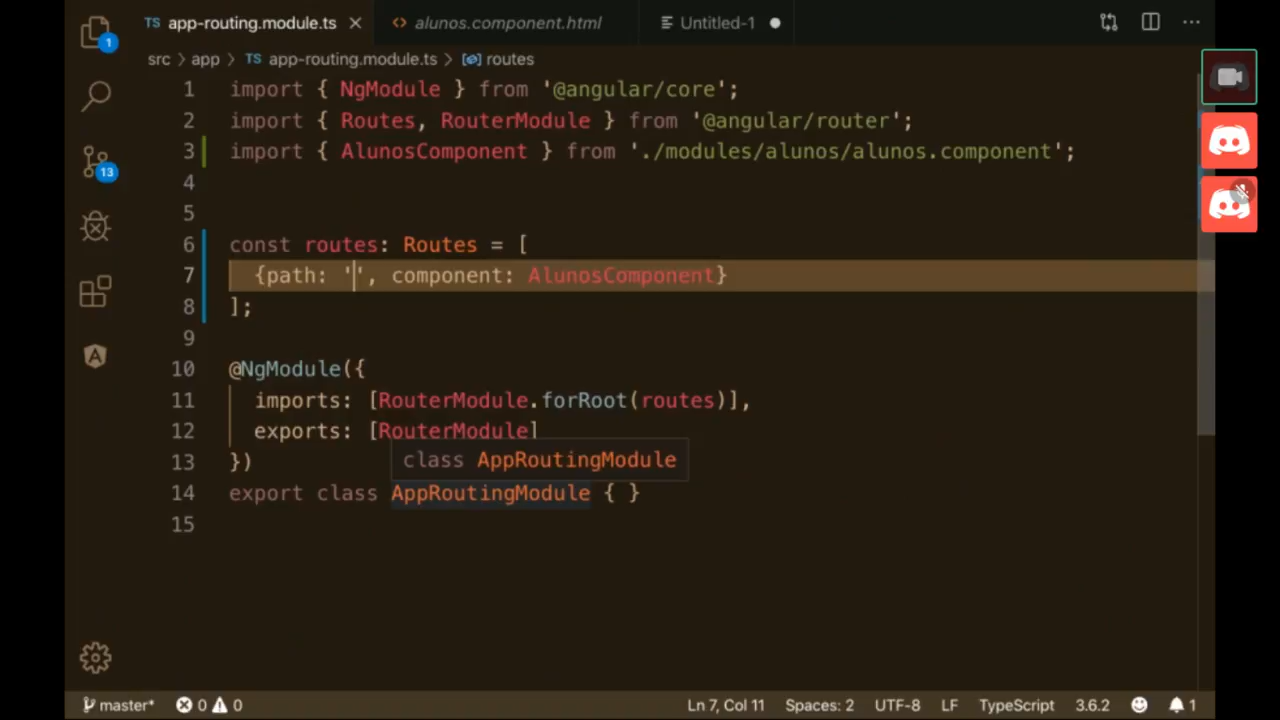 TS app-routing.module.ts
<> alunos.component.html
Untitled-1
src > app > TS app-routing.module.ts > routes
1 import { NgModule } from '@angular/core';
2 import { Routes, RouterModule } from '@angular/router';
3 import { AlunosComponent } from './modules/alunos/alunos.component';
4
5
6 const routes: Routes = [
7 {path: '', component: AlunosComponent}
8 ];
9
10 @NgModule({
11 imports: [RouterModule.forRoot(routes)],
12 exports: [RouterModule]
13 })
class AppRoutingModule
14 export class AppRoutingModule { }
15
1
13
master* 0 0 Ln 7, Col 11 Spaces: 2 UTF-8 LF TypeScript 3.6.2 1